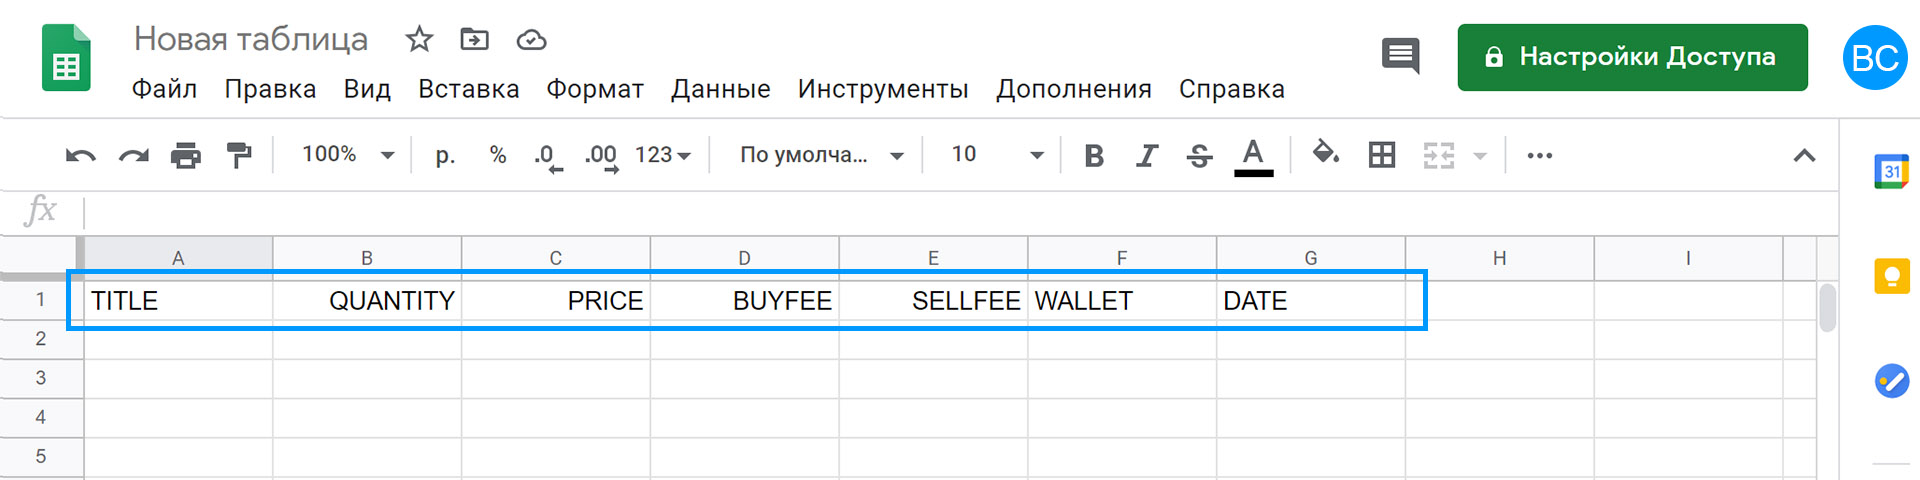 Новая таблица
Файл Правка Вид Вставка Формат Данные Инструменты Дополнения Справка
Настройки Доступа
ВС
100% р. % .0 .00 123 По умолча... 10 B I S A
31
fx
A B C D E F G H I
1 TITLE QUANTITY PRICE BUYFEE SELLFEE WALLET DATE
2
3
4
5